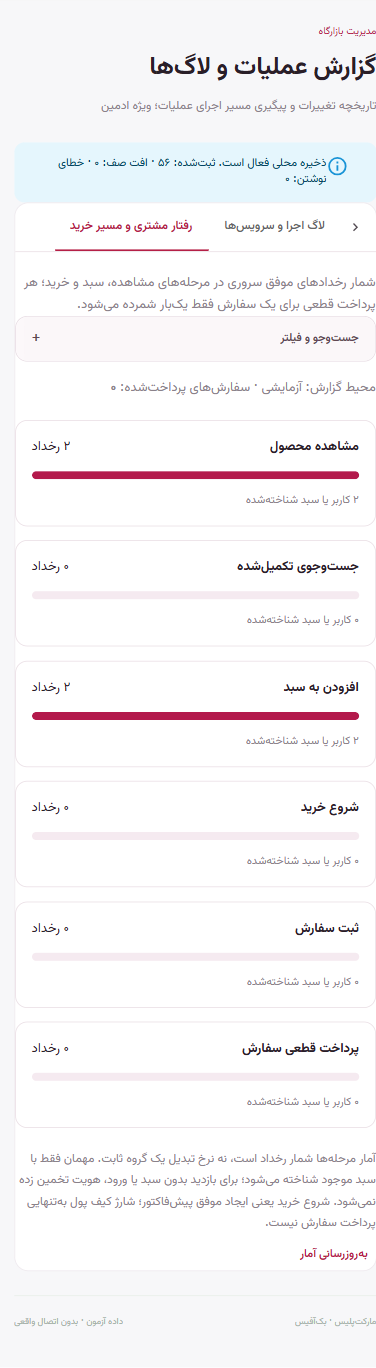 مدیریت بازارگاه
گزارش عملیات و لاگ‌ها
تاریخچه تغییرات و پیگیری مسیر اجرای عملیات؛ ویژه ادمین
ذخیره محلی فعال است. ثبت‌شده: ۵۶ · افت صف: ۰ · خطای
نوشتن: ۰
لاگ اجرا و سرویس‌ها
رفتار مشتری و مسیر خرید
شمار رخدادهای موفق سروری در مرحله‌های مشاهده، سبد و خرید؛ هر
پرداخت قطعی برای یک سفارش فقط یک‌بار شمرده می‌شود.
جست‌وجو و فیلتر +
محیط گزارش: آزمایشی · سفارش‌های پرداخت‌شده: ۰
مشاهده محصول ۲ رخداد
۲ کاربر یا سبد شناخته‌شده
جست‌وجوی تکمیل‌شده ۰ رخداد
۰ کاربر یا سبد شناخته‌شده
افزودن به سبد ۲ رخداد
۲ کاربر یا سبد شناخته‌شده
شروع خرید ۰ رخداد
۰ کاربر یا سبد شناخته‌شده
ثبت سفارش ۰ رخداد
۰ کاربر یا سبد شناخته‌شده
پرداخت قطعی سفارش ۰ رخداد
۰ کاربر یا سبد شناخته‌شده
آمار مرحله‌ها شمار رخداد است، نه نرخ تبدیل یک گروه ثابت. مهمان فقط با
سبد موجود شناخته می‌شود؛ برای بازدید بدون سبد یا ورود، هویت تخمین زده
نمی‌شود. شروع خرید یعنی ایجاد موفق پیش‌فاکتور؛ شارژ کیف پول به‌تنهایی
پرداخت سفارش نیست.
به‌روزرسانی آمار
مارکت‌پلیس · بک‌آفیس
داده آزمون · بدون اتصال واقعی